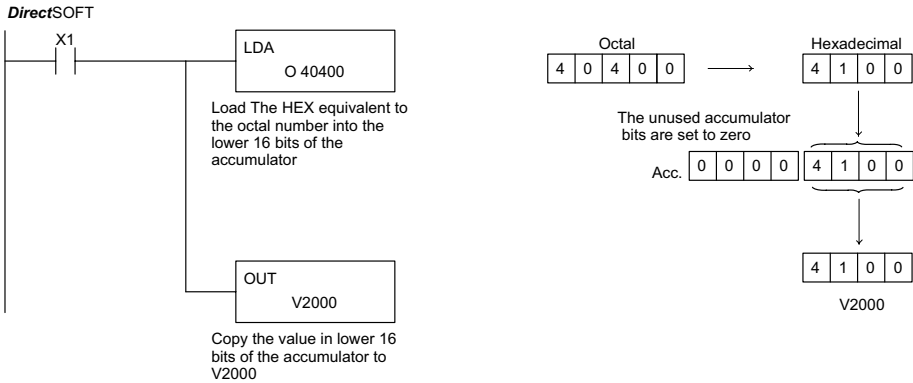 DirectSOFT
X1
LDA
O 40400
Load The HEX equivalent to
the octal number into the
lower 16 bits of the
accumulator
OUT
V2000
Copy the value in lower 16
bits of the accumulator to
V2000
Octal
4 0 4 0 0
Hexadecimal
4 1 0 0
The unused accumulator
bits are set to zero
Acc. 0 0 0 0 4 1 0 0
4 1 0 0
V2000